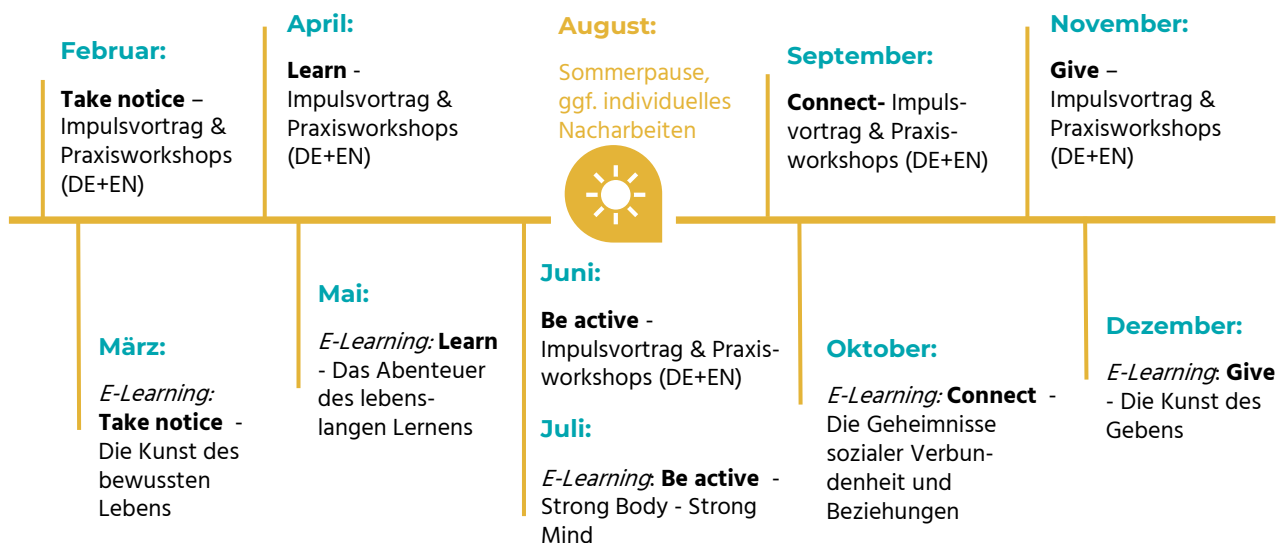 Februar:
Take notice –
Impulsvortrag &
Praxisworkshops
(DE+EN)
März:
E-Learning:
Take notice -
Die Kunst des
bewussten
Lebens
April:
Learn -
Impulsvortrag &
Praxisworkshops
(DE+EN)
Mai:
E-Learning: Learn
- Das Abenteuer
des lebens-
langen Lernens
Juni:
Be active -
Impulsvortrag & Praxis-
workshops (DE+EN)
Juli:
E-Learning: Be active -
Strong Body - Strong
Mind
August:
Sommerpause,
ggf. individuelles
Nacharbeiten
September:
Connect- Impuls-
vortrag & Praxis-
workshops (DE+EN)
Oktober:
E-Learning: Connect -
Die Geheimnisse
sozialer Verbun-
denheit und
Beziehungen
November:
Give –
Impulsvortrag &
Praxisworkshops
(DE+EN)
Dezember:
E-Learning: Give
- Die Kunst des
Gebens